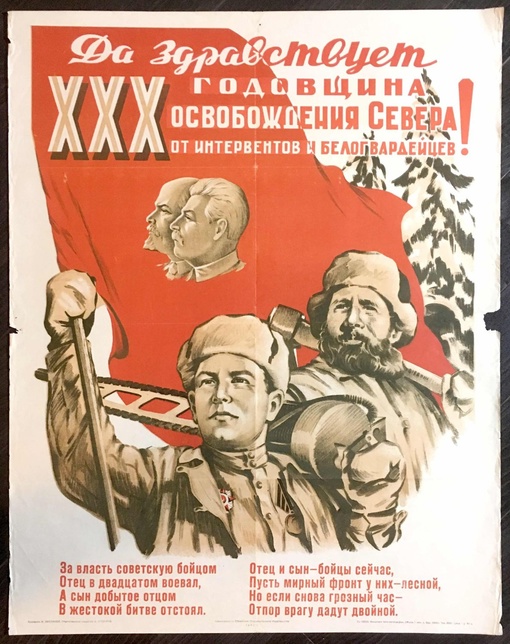 Да здравствует
XXX
ГОДОВЩИНА
ОСВОБОЖДЕНИЯ СЕВЕРА
ОТ ИНТЕРВЕНТОВ И БЕЛОГВАРДЕЙЦЕВ!
За власть советскую бойцом
Отец в двадцатом воевал,
А сын добытое отцом
В жестокой битве отстоял.
Отец и сын—бойцы сейчас,
Пусть мирный фронт у них—лесной,
Но если снова грозный час—
Отпор врагу дадут двойной.